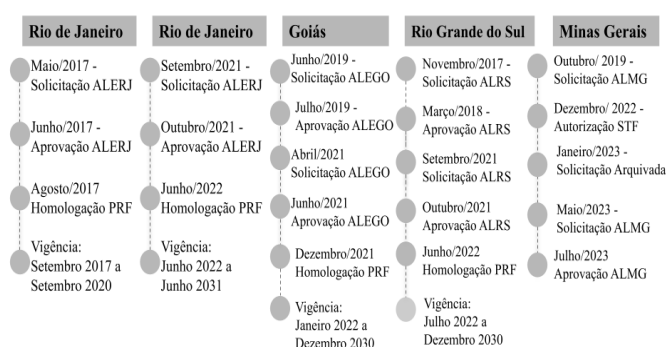 Rio de Janeiro
Maio/2017 -
Solicitação ALERJ
Junho/2017 -
Aprovação ALERJ
Agosto/2017
Homologação PRF
Vigência:
Setembro 2017 a
Setembro 2020
Rio de Janeiro
Setembro/2021 -
Solicitação ALERJ
Outubro/2021 -
Aprovação ALERJ
Junho/2022
Homologação PRF
Vigência:
Junho 2022 a
Junho 2031
Goiás
Junho/2019 -
Solicitação ALEGO
Julho/2019 -
Aprovação ALEGO
Abril/2021
Solicitação ALEGO
Junho/2021
Aprovação ALEGO
Dezembro/2021
Homologação PRF
Vigência:
Janeiro 2022 a
Dezembro 2030
Rio Grande do Sul
Novembro/2017 -
Solicitação ALRS
Março/2018 -
Aprovação ALRS
Setembro/2021
Solicitação ALRS
Outubro/2021
Aprovação ALRS
Junho/2022
Homologação PRF
Vigência:
Julho 2022 a
Dezembro 2030
Minas Gerais
Outubro/ 2019 -
Solicitação ALMG
Dezembro/ 2022 -
Autorização STF
Janeiro/2023 -
Solicitação Arquivada
Maio/2023 -
Solicitação ALMG
Julho/2023
Aprovação ALMG